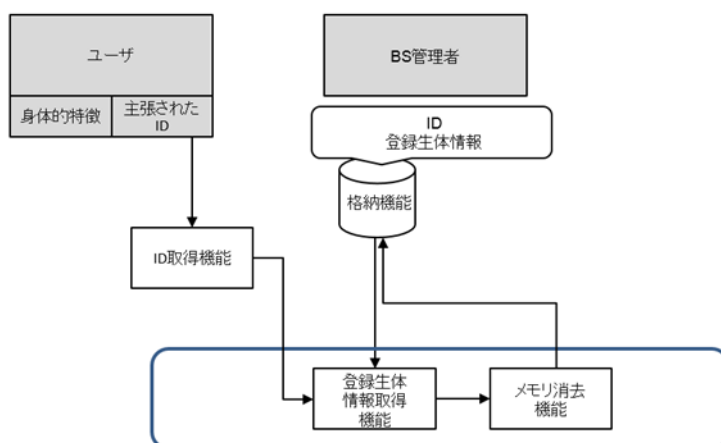 ユーザ
BS管理者
身体的特徴
主張された
ID
ID
登録生体情報
格納機能
ID取得機能
登録生体
情報取得
機能
メモリ消去
機能